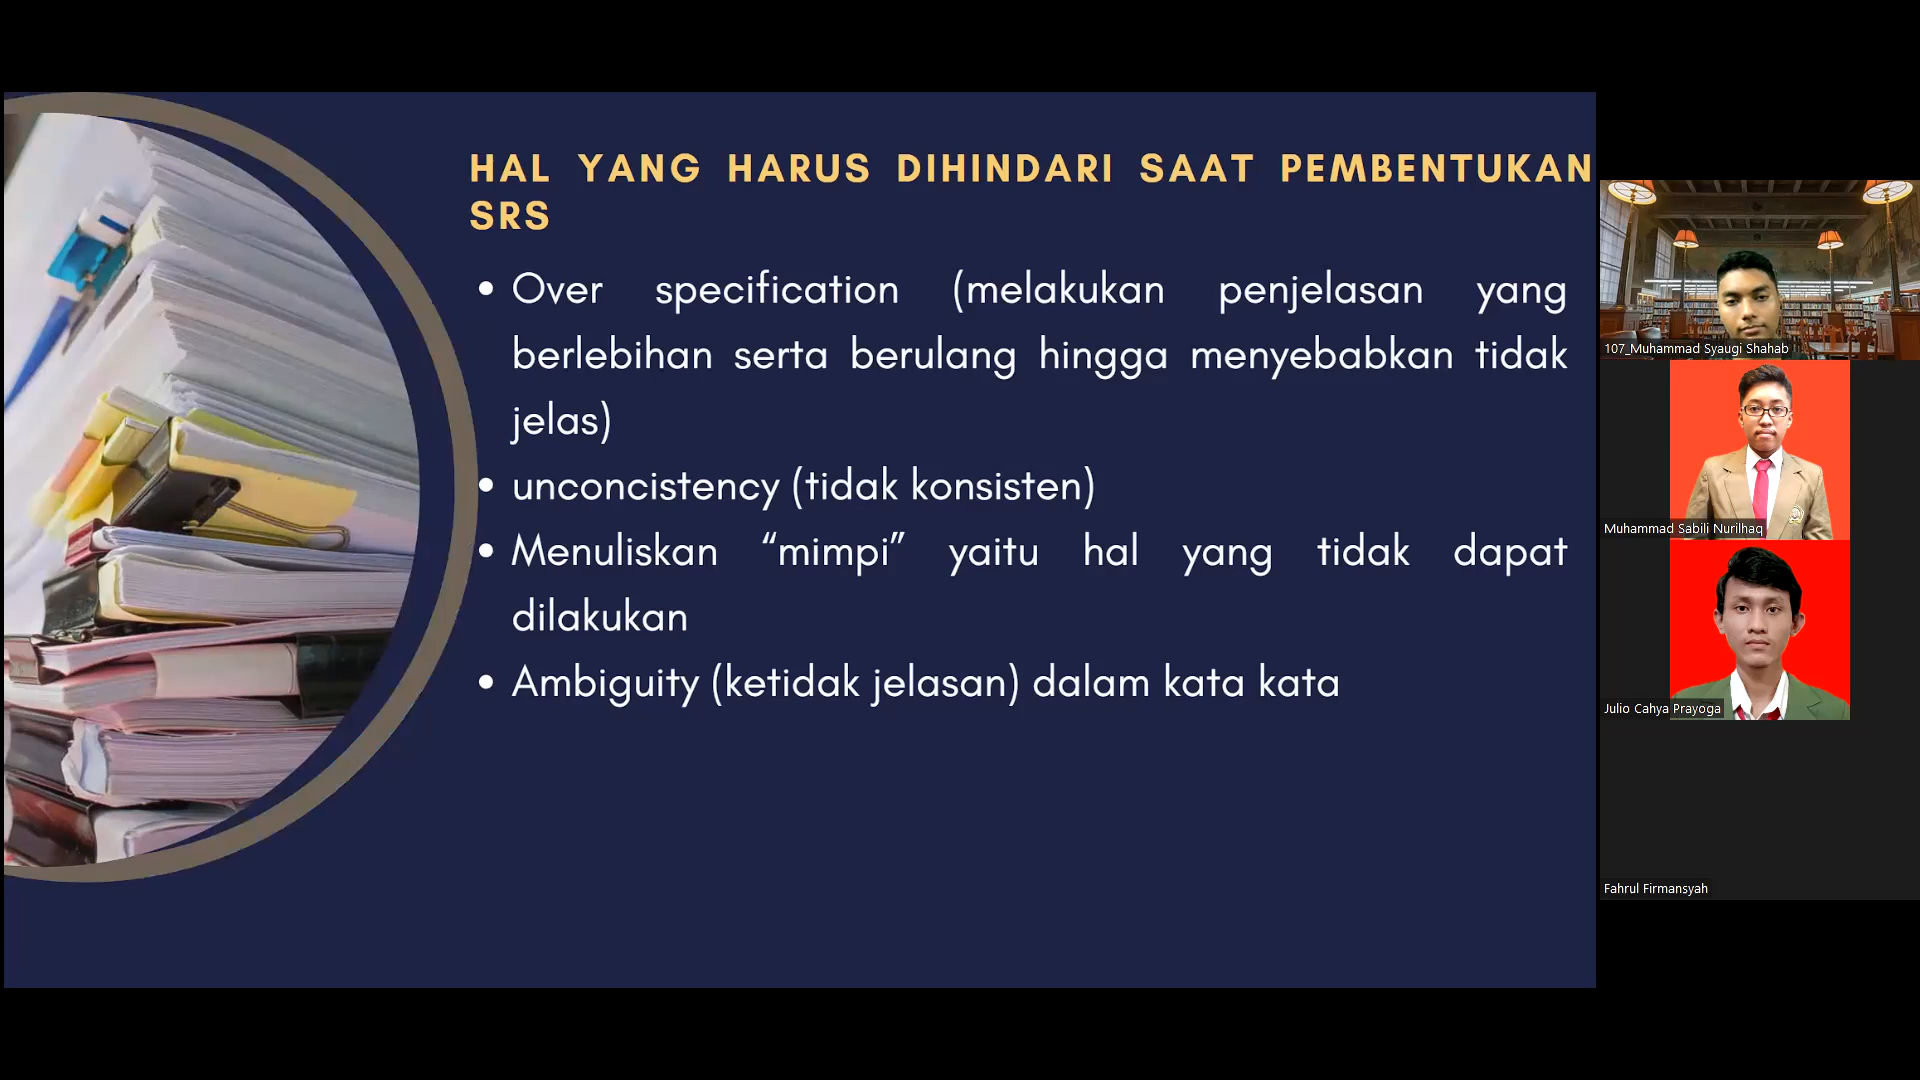 HAL YANG HARUS DIHINDARI SAAT PEMBENTUKAN
SRS
• Over specification (melakukan penjelasan yang
berlebihan serta berulang hingga menyebabkan tidak
jelas)
• unconcistency (tidak konsisten)
• Menuliskan “mimpi” yaitu hal yang tidak dapat
dilakukan
• Ambiguity (ketidak jelasan) dalam kata kata
107_Muhammad Syaugi Shahab
Muhammad Sabili Nurilhaq
Julio Cahya Prayoga
Fahrul Firmansyah